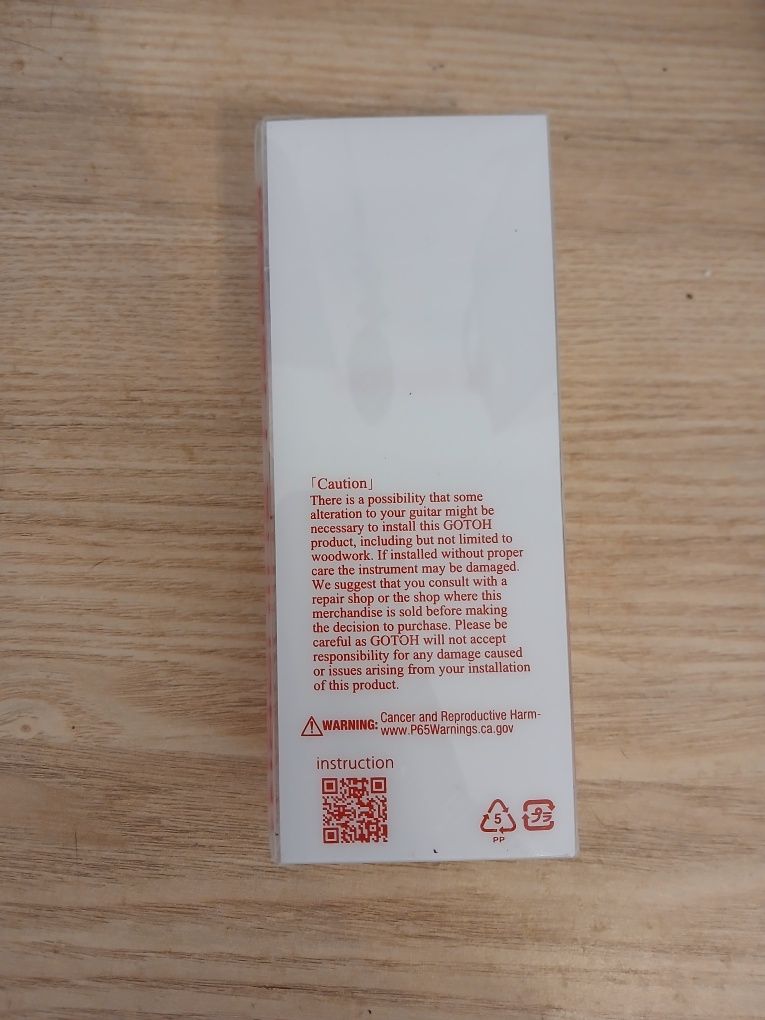 「Caution」
There is a possibility that some
alteration to your guitar might be
necessary to install this GOTOH
product, including but not limited to
woodwork. If installed without proper
care the instrument may be damaged.
We suggest that you consult with a
repair shop or the shop where this
merchandise is sold before making
the decision to purchase. Please be
careful as GOTOH will not accept
responsibility for any damage caused
or issues arising from your installation
of this product.
WARNING: Cancer and Reproductive Harm-
www.P65Warnings.ca.gov
instruction
5
PP
プラ